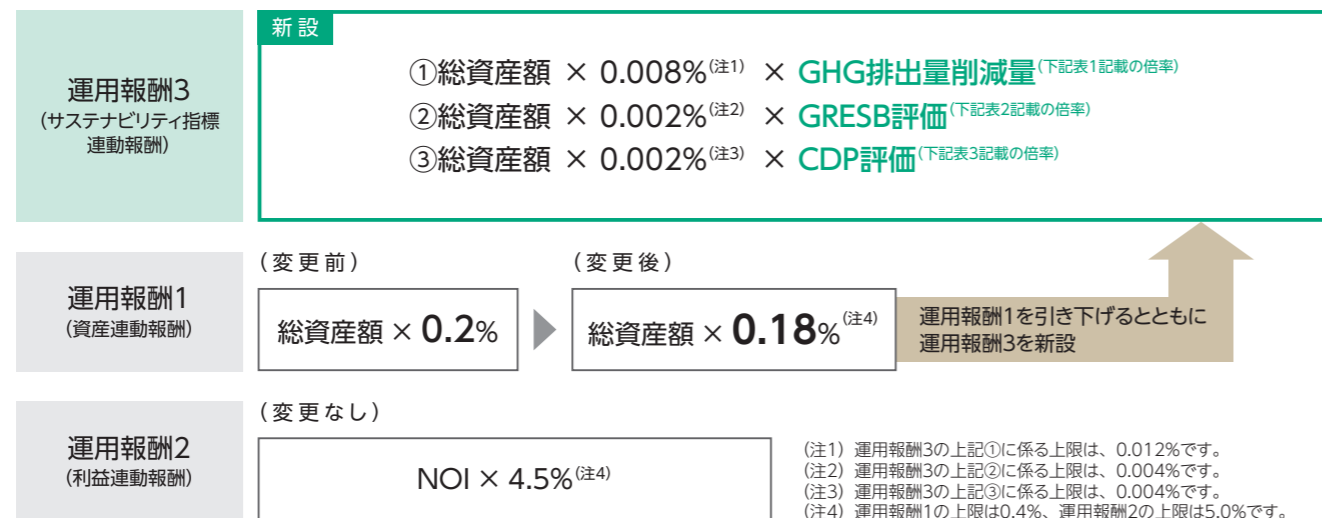 新設
運用報酬3
（サステナビリティ指標
連動報酬）
①総資産額 × 0.008%(注1) × GHG排出量削減量(下記表1記載の倍率)
②総資産額 × 0.002%(注2) × GRESB評価(下記表2記載の倍率)
③総資産額 × 0.002%(注3) × CDP評価(下記表3記載の倍率)
運用報酬1
（資産連動報酬）
（変更前）
総資産額 × 0.2%
（変更後）
総資産額 × 0.18%(注4)
運用報酬1を引き下げるとともに
運用報酬3を新設
運用報酬2
（利益連動報酬）
（変更なし）
NOI × 4.5%(注4)
（注1）運用報酬3の上記①に係る上限は、0.012%です。
（注2）運用報酬3の上記②に係る上限は、0.004%です。
（注3）運用報酬3の上記③に係る上限は、0.004%です。
（注4）運用報酬1の上限は0.4%、運用報酬2の上限は5.0%です。